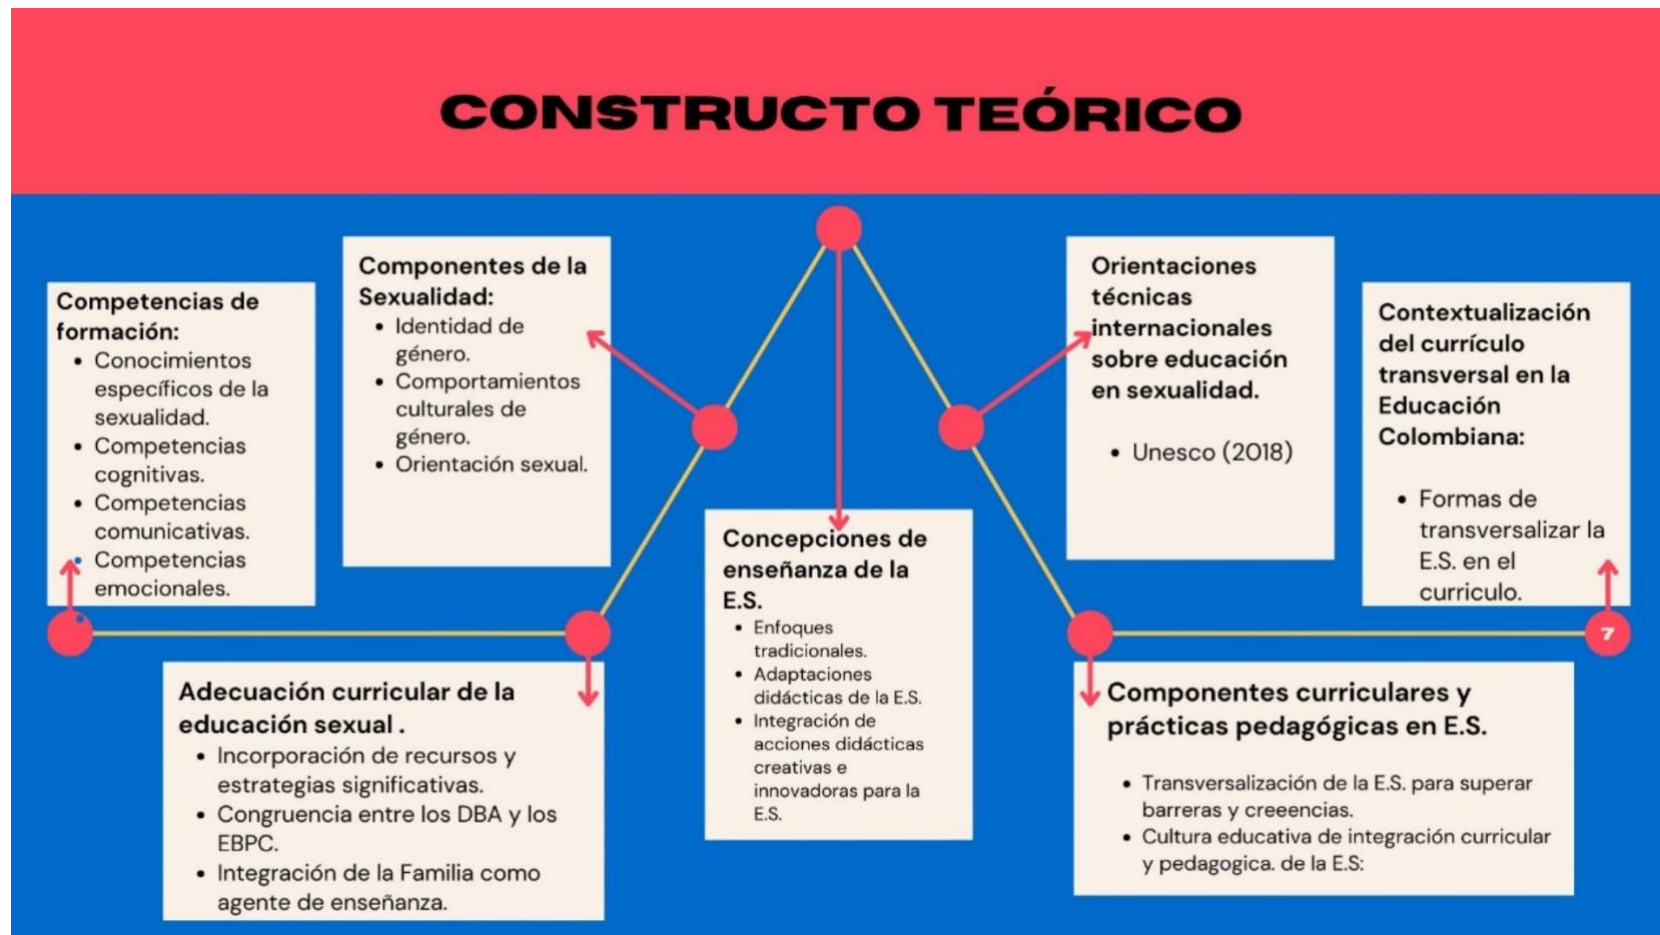 CONSTRUCTO TEÓRICO
Competencias de
formación:
• Conocimientos
específicos de la
sexualidad.
• Competencias
cognitivas.
• Competencias
comunicativas.
• Competencias
emocionales.
Componentes de la
Sexualidad:
• Identidad de
género.
• Comportamientos
culturales de
género.
• Orientación sexual.
Adecuación curricular de la
educación sexual .
• Incorporación de recursos y
estrategias significativas.
• Congruencia entre los DBA y los
EBPC.
• Integración de la Familia como
agente de enseñanza.
Concepciones de
enseñanza de la
E.S.
• Enfoques
tradicionales.
• Adaptaciones
didácticas de la E.S.
• Integración de
acciones didácticas
creativas e
innovadoras para la
E.S.
Orientaciones
técnicas
internacionales
sobre educación
en sexualidad.
• Unesco (2018)
Contextualización
del currículo
transversal en la
Educación
Colombiana:
• Formas de
transversalizar la
E.S. en el
curriculo.
7
Componentes curriculares y
prácticas pedagógicas en E.S.
• Transversalización de la E.S. para superar
barreras y creeencias.
• Cultura educativa de integración curricular
y pedagogica. de la E.S: